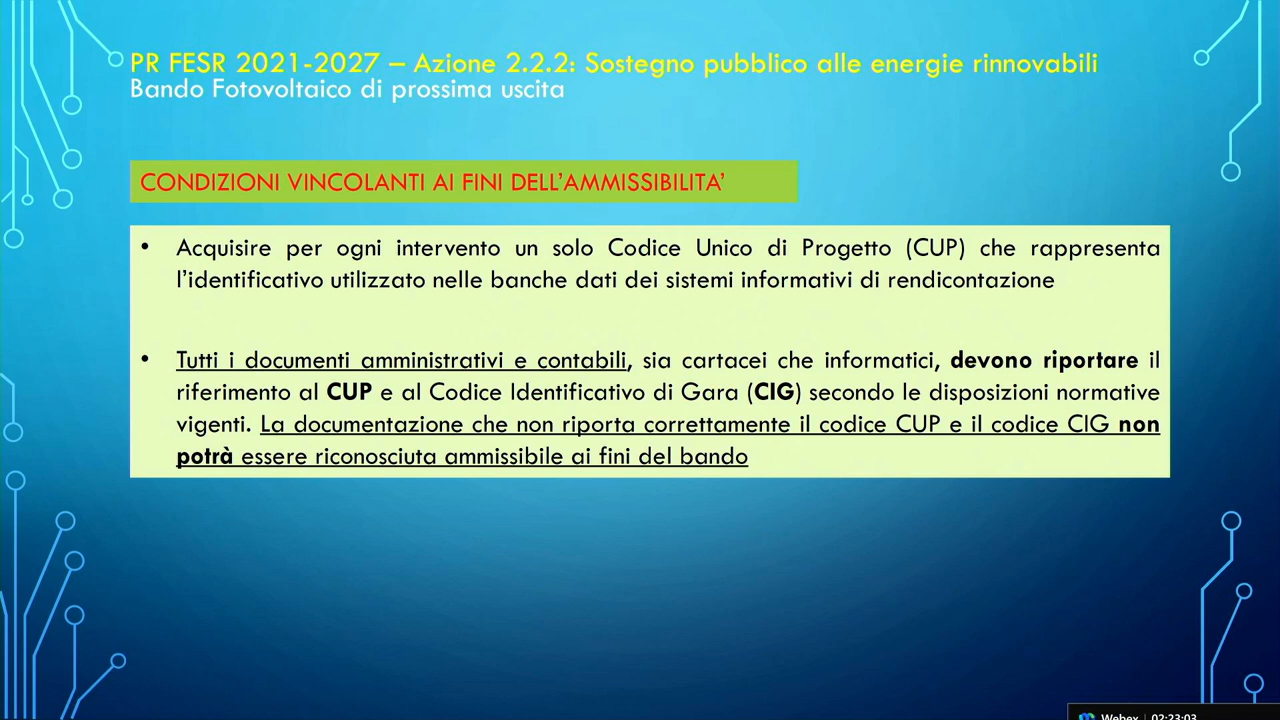 PR FESR 2021-2027 – Azione 2.2.2: Sostegno pubblico alle energie rinnovabili
Bando Fotovoltaico di prossima uscita
CONDIZIONI VINCOLANTI AI FINI DELL’AMMISSIBILITA’
• Acquisire per ogni intervento un solo Codice Unico di Progetto (CUP) che rappresenta
l’identificativo utilizzato nelle banche dati dei sistemi informativi di rendicontazione
• Tutti i documenti amministrativi e contabili, sia cartacei che informatici, devono riportare il
riferimento al CUP e al Codice Identificativo di Gara (CIG) secondo le disposizioni normative
vigenti. La documentazione che non riporta correttamente il codice CUP e il codice CIG non
potrà essere riconosciuta ammissibile ai fini del bando
Webex | 02:23:03